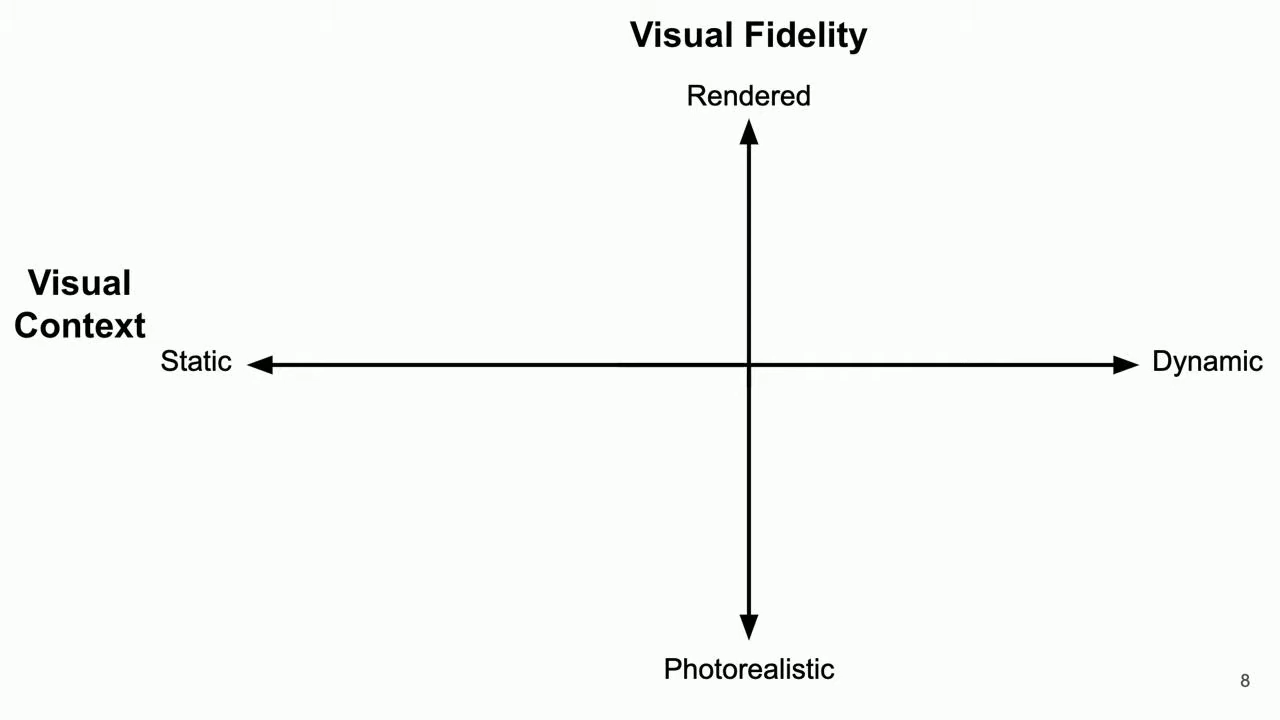 Visual Fidelity
Rendered
Visual
Context
Static
Dynamic
Photorealistic
8